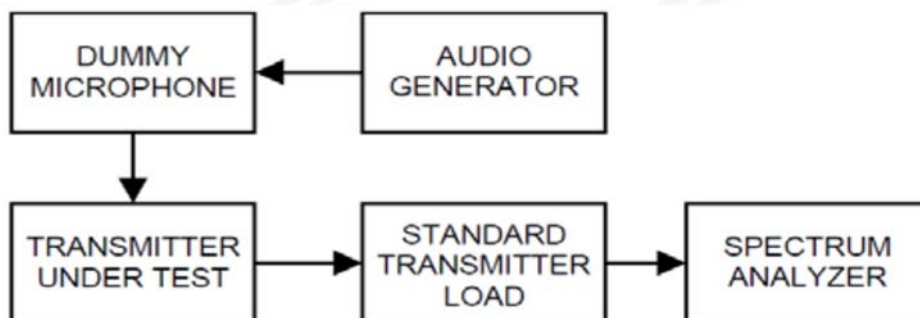 DUMMY
MICROPHONE
AUDIO
GENERATOR
TRANSMITTER
UNDER TEST
STANDARD
TRANSMITTER
LOAD
SPECTRUM
ANALYZER